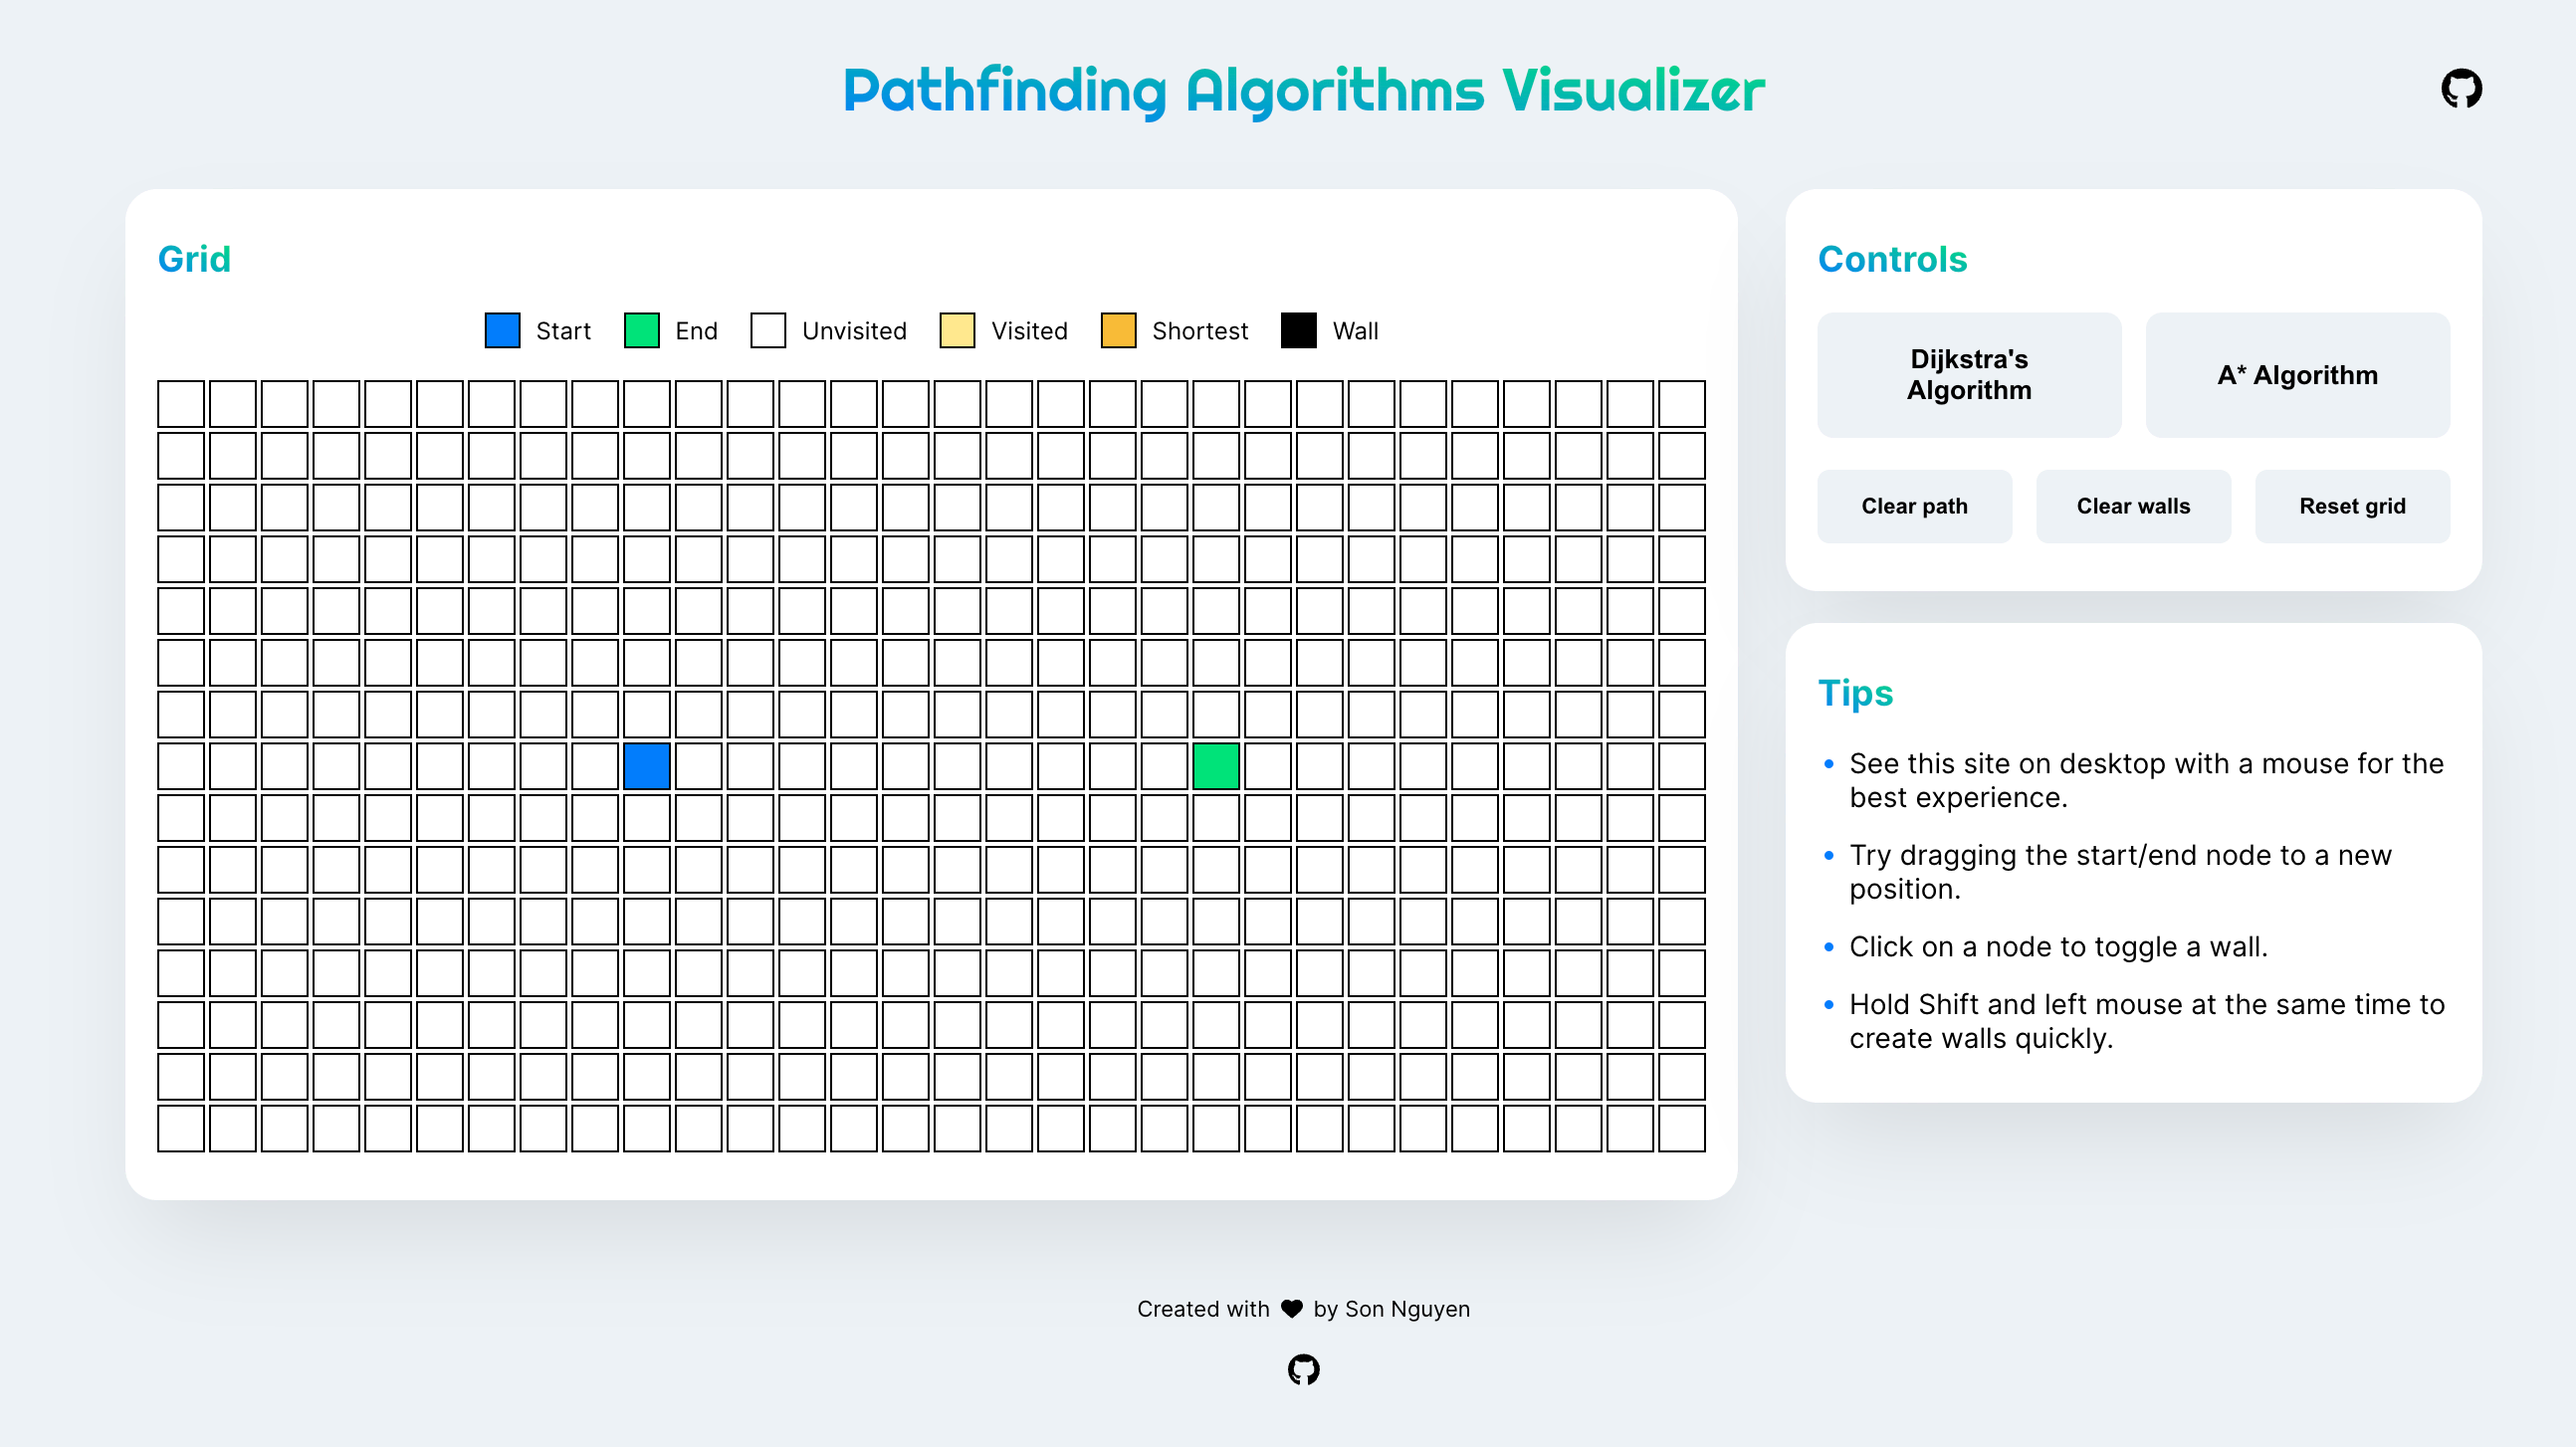 Pathfinding Algorithms Visualizer
Grid
Start
End
Unvisited
Visited
Shortest
Wall
Controls
Dijkstra's
Algorithm
A* Algorithm
Clear path
Clear walls
Reset grid
Tips
See this site on desktop with a mouse for the
best experience.
Try dragging the start/end node to a new
position.
Click on a node to toggle a wall.
Hold Shift and left mouse at the same time to
create walls quickly.
Created with by Son Nguyen